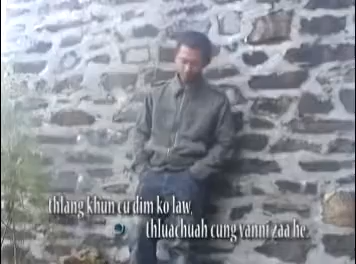 thlang khun cu dim ko law,
thluachuah cung vanni zaa he